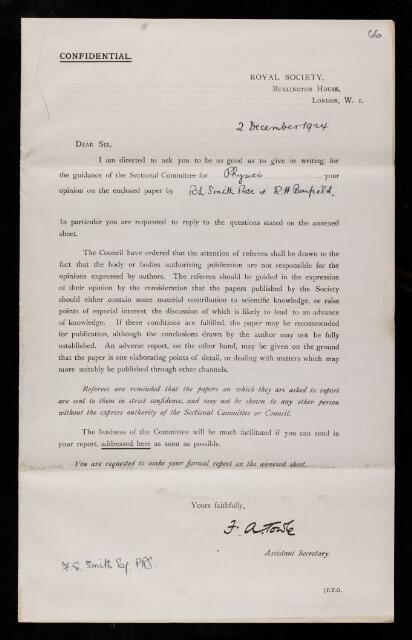 66
CONFIDENTIAL.
ROYAL SOCIETY,
BURLINGTON HOUSE,
LONDON, W. 1.
2 December 1924
DEAR SIR,
I am directed to ask you to be so good as to give in writing, for
the guidance of the Sectional Committee for Physics your
opinion on the enclosed paper by R L Smith Rose & R H Barfield.
In particular you are requested to reply to the questions stated on the annexed
sheet.
The Council have ordered that the attention of referees shall be drawn to the
fact that the body or bodies authorizing publication are not responsible for the
opinions expressed by authors. The referees should be guided in the expression
of their opinion by the consideration that the papers published by the Society
should either contain some material contribution to scientific knowledge, or raise
points of especial interest, the discussion of which is likely to lead to an advance
of knowledge. If these conditions are fulfilled, the paper may be recommended
for publication, although the conclusions drawn by the author may not be fully
established. An adverse report, on the other hand, may be given on the ground
that the paper is one elaborating points of detail, or dealing with matters which may
more suitably be published through other channels.
Referees are reminded that the papers on which they are asked to report
are sent to them in strict confidence, and may not be shown to any other person
without the express authority of the Sectional Committee or Council.
The business of the Committee will be much facilitated if you can send in
your report, addressed here as soon as possible.
You are requested to make your formal report on the annexed sheet.
Yours faithfully,
F. A. Towle
Assistant Secretary.
F. E. Smith Esq. FRS.
[P.T.O.